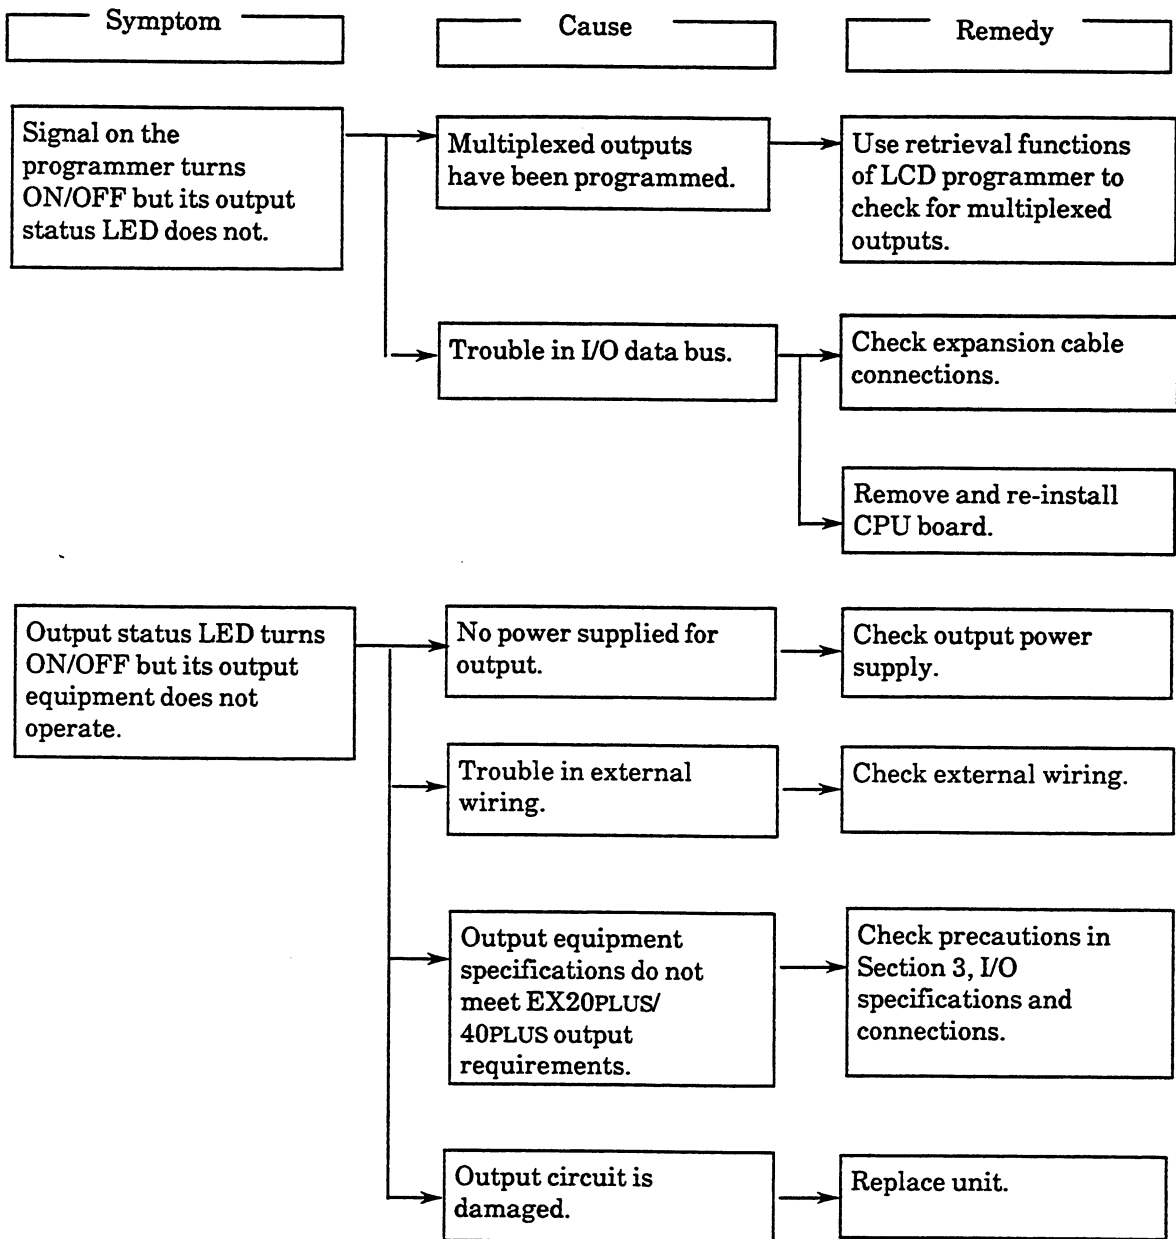 Symptom
Cause
Remedy
Signal on the
programmer turns
ON/OFF but its output
status LED does not.
Multiplexed outputs
have been programmed.
Use retrieval functions
of LCD programmer to
check for multiplexed
outputs.
Trouble in I/O data bus.
Check expansion cable
connections.
Remove and re-install
CPU board.
Output status LED turns
ON/OFF but its output
equipment does not
operate.
No power supplied for
output.
Check output power
supply.
Trouble in external
wiring.
Check external wiring.
Output equipment
specifications do not
meet EX20PLUS/
40PLUS output
requirements.
Check precautions in
Section 3, I/O
specifications and
connections.
Output circuit is
damaged.
Replace unit.